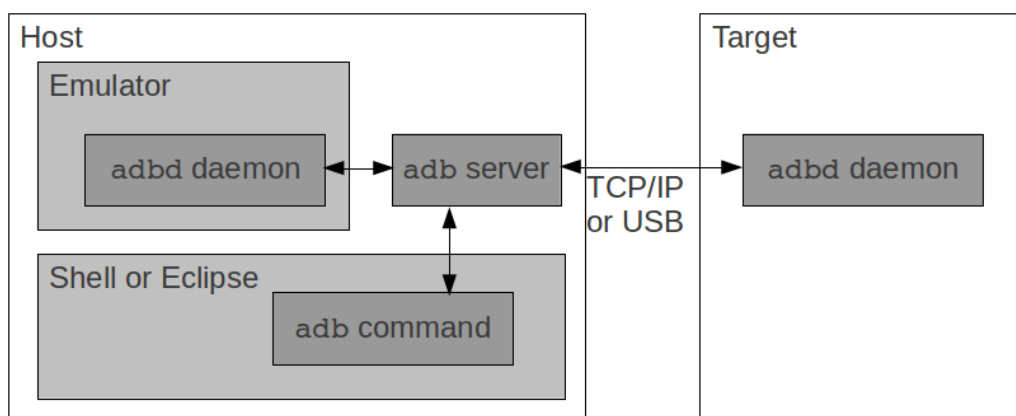 Host
Target
Emulator
adbd daemon
adb server
adbd daemon
TCP/IP
or USB
Shell or Eclipse
adb command